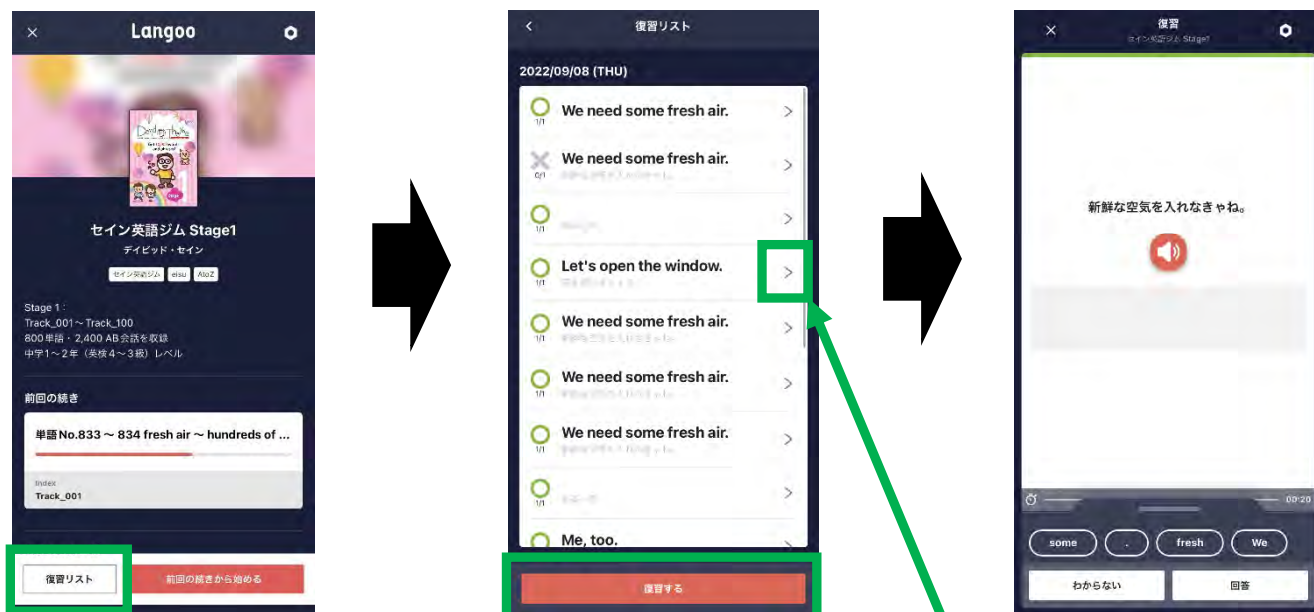 Langoo
セイン英語ジム Stage1
デイビッド・セイン
セイン英語ジム
eisu
AtoZ
Stage 1：
Track_001～Track_100
800単語・2,400 AB会話を収録
中学1～2年（英検4～3級）レベル
前回の続き
単語No.833 ～ 834 fresh air ～ hundreds of ...
Index
Track_001
復習リスト
前回の続きから始める
復習リスト
2022/09/08 (THU)
1/1
We need some fresh air.
0/1
We need some fresh air.
1/1
1/1
Let's open the window.
1/1
We need some fresh air.
1/1
We need some fresh air.
1/1
We need some fresh air.
1/1
Me, too.
復習する
復習
セイン英語ジム Stage1
新鮮な空気を入れなきゃね。
00:20
some
.
fresh
We
わからない
回答